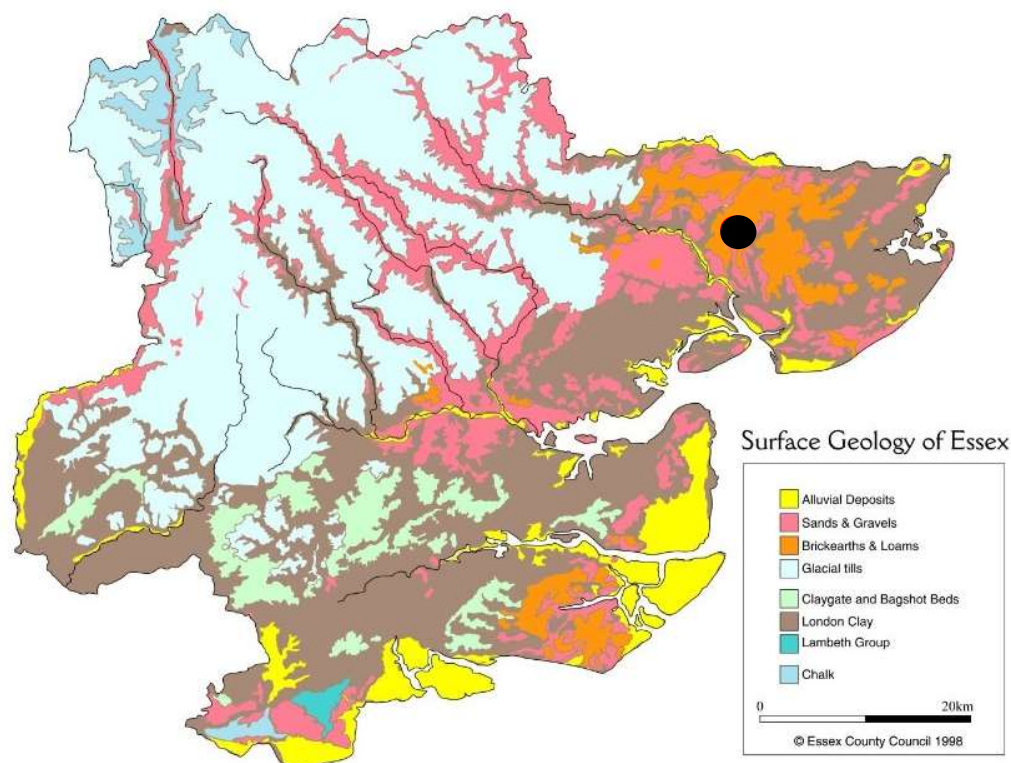 Surface Geology of Essex
Alluvial Deposits
Sands & Gravels
Brickearths & Loams
Glacial tills
Claygate and Bagshot Beds
London Clay
Lambeth Group
Chalk
0 20km
© Essex County Council 1998